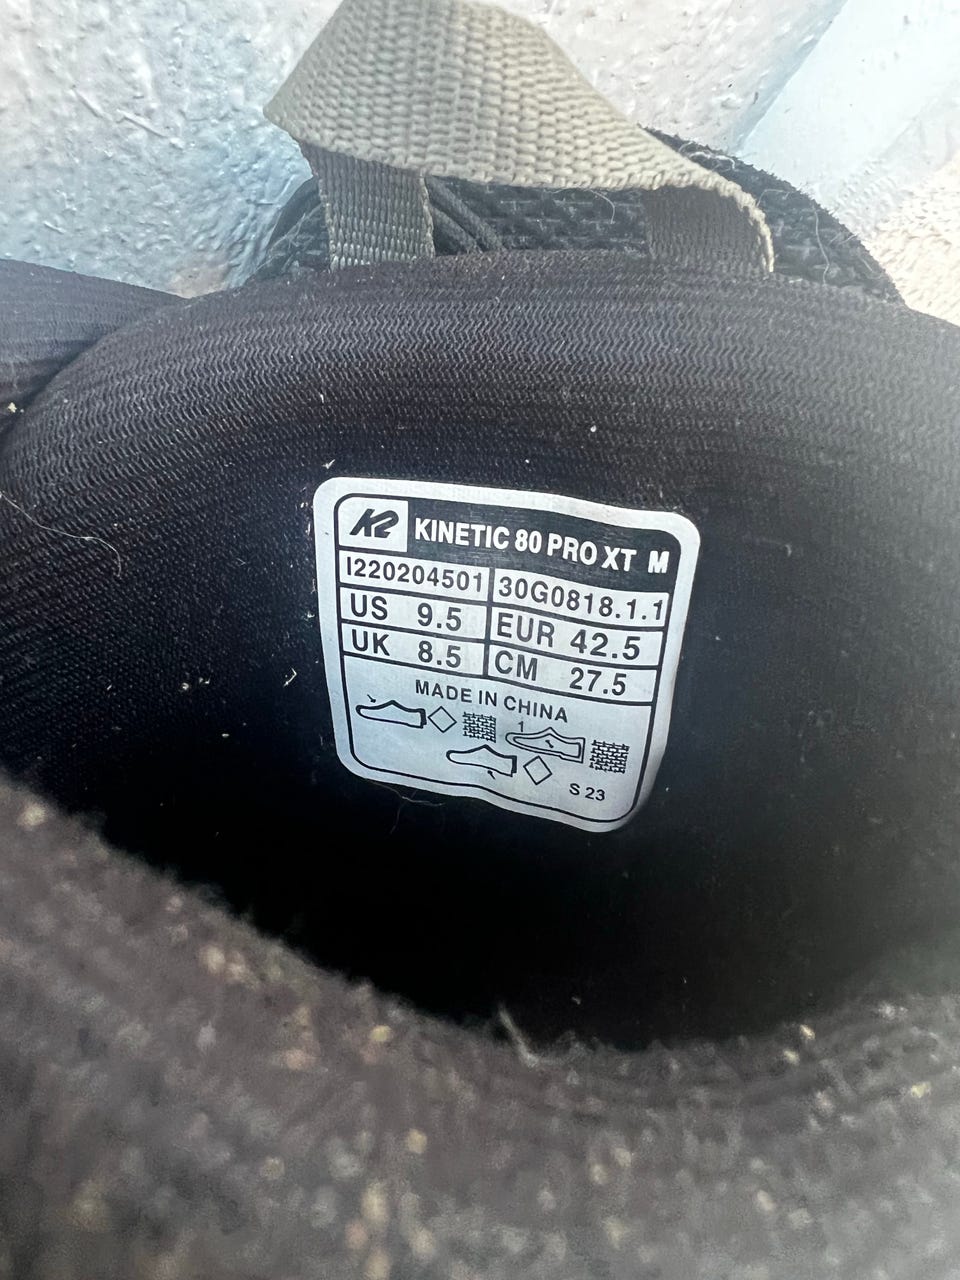 K2 KINETIC 80 PRO XT M
I220204501 30G0818.1.1
US 9.5 EUR 42.5
UK 8.5 CM 27.5
MADE IN CHINA
1
S 23